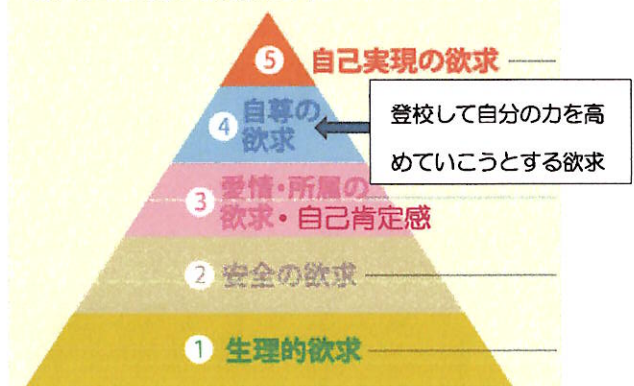 5 自己実現の欲求
4 自尊の
欲求
登校して自分の力を高
めていこうとする欲求
3 愛情・所属の
欲求・自己肯定感
2 安全の欲求
1 生理的欲求